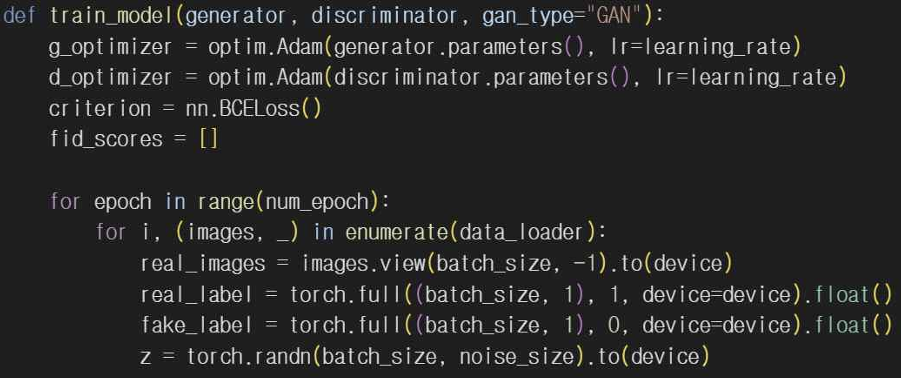 def train_model(generator, discriminator, gan_type="GAN"):
    g_optimizer = optim.Adam(generator.parameters(), lr=learning_rate)
    d_optimizer = optim.Adam(discriminator.parameters(), lr=learning_rate)
    criterion = nn.BCELoss()
    fid_scores = []

    for epoch in range(num_epoch):
        for i, (images, _) in enumerate(data_loader):
            real_images = images.view(batch_size, -1).to(device)
            real_label = torch.full((batch_size, 1), 1, device=device).float()
            fake_label = torch.full((batch_size, 1), 0, device=device).float()
            z = torch.randn(batch_size, noise_size).to(device)